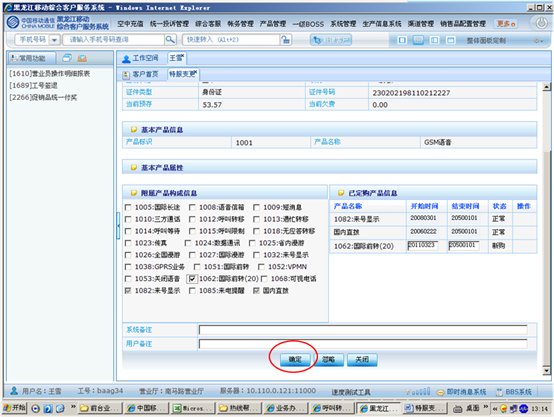 黑龙江移动综合客户服务系统 - Windows Internet Explorer
中国移动通信 CHINA MOBILE 黑龙江移动 综合客户服务系统
空中充值 统一投诉管理 综合客服 帐务管理 产品管理 一级BOSS 系统管理 生产信息系统 渠道管理 销售品配置管理 更多
手机号码 请输入手机号码 快速转入 (Alt+2) 整体面板定制
常用功能
[1610]营业员操作明细报表
[1689]工号签退
[2266]促销品统一付奖
工作空间 王雪
客户首页 特服变更
证件类型 身份证 证件号码 230202198110212227
当前预存 53.57 当前欠费 0.00
基本产品信息
产品标识 1001 产品名称 GSM语音
基本产品属性
附属产品构成信息
1005:国际长途 1008:语音信箱 1009:短消息
1010:三方通话 1012:呼叫转移 1013:遇忙转移
1014:呼叫等待 1015:呼叫限制 1018:无应答转移
1023:传真 1024:数据通讯 1025:省内漫游
1026:全国漫游 1027:国际漫游 1032:来号显示
1038:GPRS业务 1051:国际前转 1052:VPMN
1053:关闭语音 1062:国际前转(20) 1068:可视电话
1082:来号显示 1085:来电提醒 国内直拨
已定购产品信息
产品名称 开始时间 结束时间 状态 操作
1082:来号显示 20080301 20500101 正常
国内直拨 20060222 20500101 正常
1062:国际前转(20) 20110323 20500101 新购
系统备注
用户备注
确定 忽略 关闭
用户名：王雪 工号：baag34 营业厅：龙马路营业厅 服务器：10.110.0.121:11000 速度测试工具 即时消息系统 BBS系统
开始 前台业... 中国移... Micros... 热线帮... 业务办... 呼叫转... 黑龙江... 特服变... 桌面 13:14